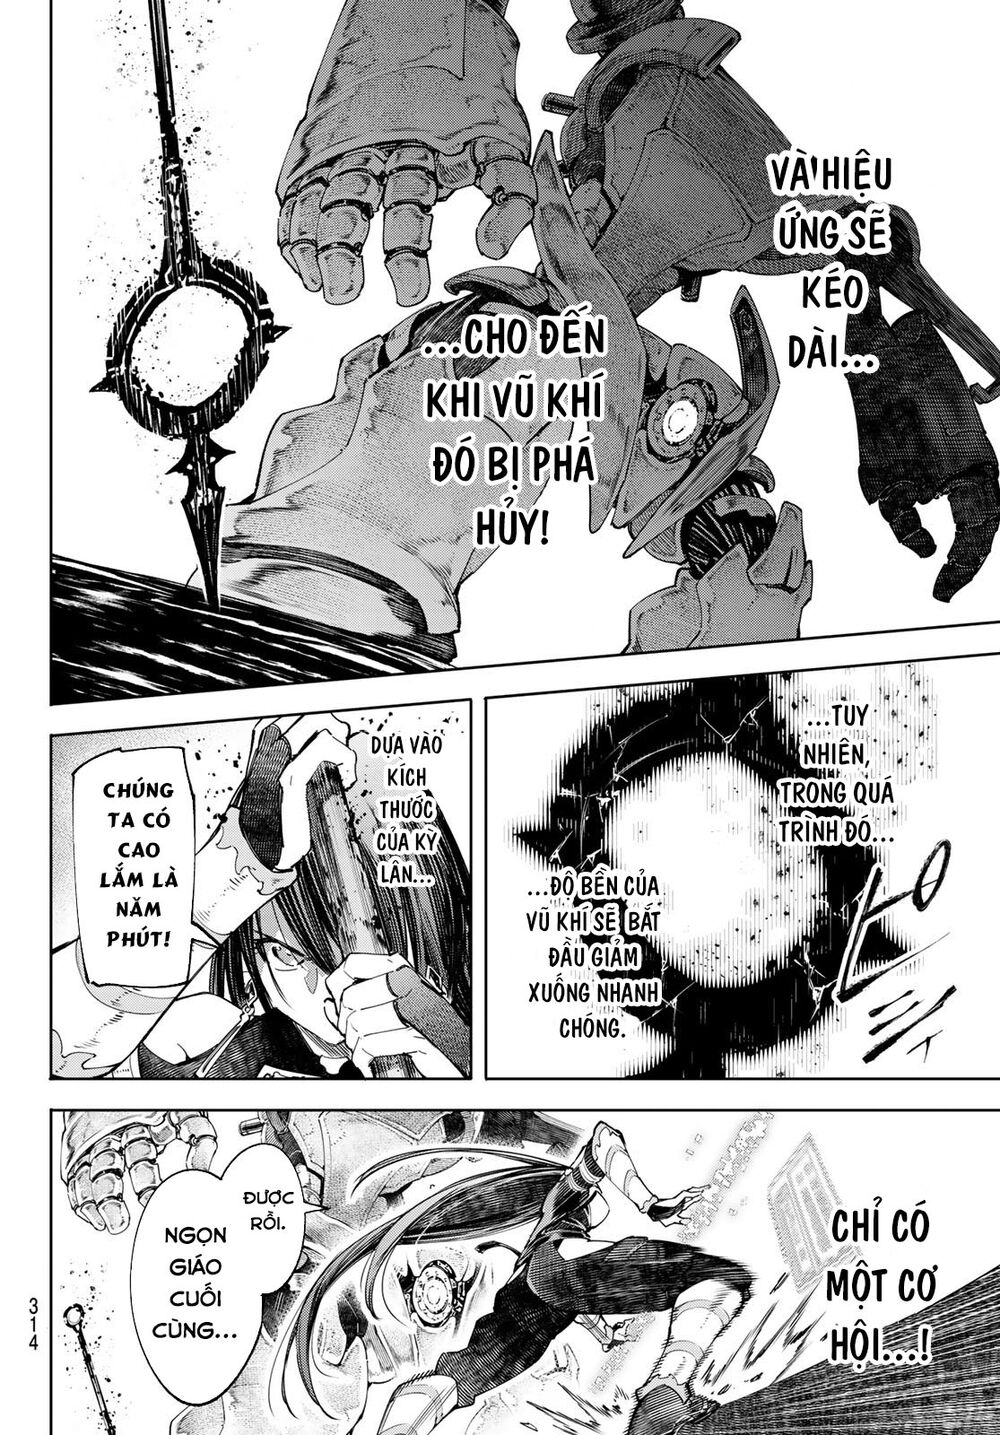 VÀ HIỆU
ỨNG SẼ
KÉO
DÀI...
...CHO ĐẾN
KHI VŨ KHÍ
ĐÓ BỊ PHÁ
HỦY!
...TUY
NHIÊN,
TRONG QUÁ
TRÌNH ĐÓ...
...ĐỘ BỀN CỦA
VŨ KHÍ SẼ BẮT
ĐẦU GIẢM
XUỐNG NHANH
CHÓNG.
DỰA VÀO
KÍCH
THƯỚC
CỦA KỲ
LÂN...
CHÚNG
TA CÓ
CAO
LẮM LÀ
NĂM
PHÚT!
CHỈ CÓ
MỘT CƠ
HỘI...!
ĐƯỢC
RỒI.
NGỌN
GIÁO
CUỐI
CÙNG...
314